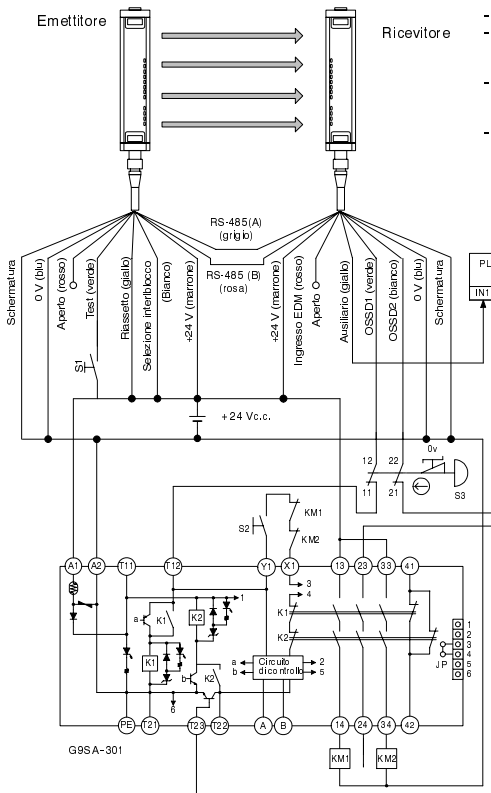 Emettitore
Ricevitore
RS-485(A)
(grigio)
RS-485 (B)
(rosa)
Schermatura
0 V (blu)
Aperto (rosso)
Test (verde)
Riassetto (giallo)
Selezione interblocco
(Bianco)
+24 V (marrone)
+24 V (marrone)
Ingresso EDM (rosso)
Aperto
Ausiliario (giallo)
OSSD1 (verde)
OSSD2 (bianco)
0 V (blu)
Schermatura
PL
IN1
S1
+24 Vc.c.
0v
12 22
11 21
S3
S2
KM1
KM2
A1 A2 T11 T12 Y1 X1 13 23 33 41
1
3
4
a
K1
K2
K1
K2
K1
b
K2
a
b
Circuito
di controllo
2
5
6
JP
1
2
3
4
5
6
PE T21 T23 T22 A B 14 24 34 42
G9SA-301
KM1 KM2